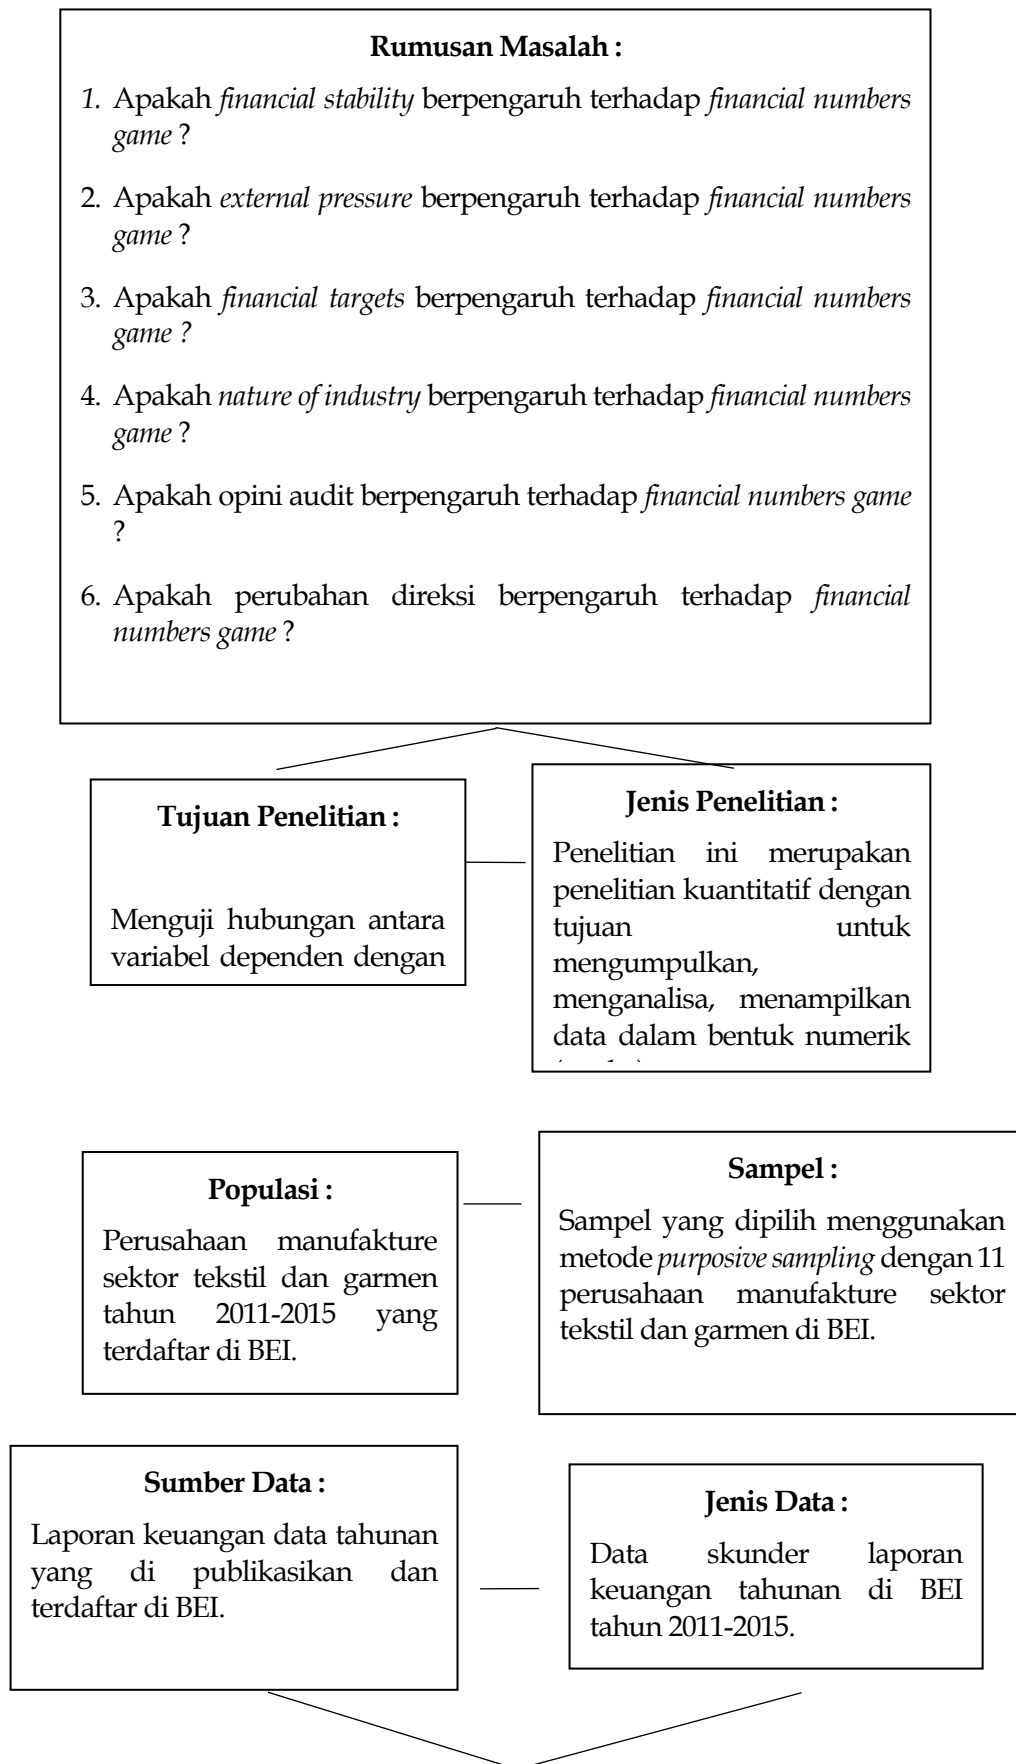 Rumusan Masalah :
1. Apakah financial stability berpengaruh terhadap financial numbers
game ?
2. Apakah external pressure berpengaruh terhadap financial numbers
game ?
3. Apakah financial targets berpengaruh terhadap financial numbers
game ?
4. Apakah nature of industry berpengaruh terhadap financial numbers
game ?
5. Apakah opini audit berpengaruh terhadap financial numbers game
?
6. Apakah perubahan direksi berpengaruh terhadap financial
numbers game ?
Tujuan Penelitian :
Menguji hubungan antara
variabel dependen dengan
Jenis Penelitian :
Penelitian ini merupakan
penelitian kuantitatif dengan
tujuan untuk
mengumpulkan,
menganalisa, menampilkan
data dalam bentuk numerik
Populasi :
Perusahaan manufakture
sektor tekstil dan garmen
tahun 2011-2015 yang
terdaftar di BEI.
Sampel :
Sampel yang dipilih menggunakan
metode purposive sampling dengan 11
perusahaan manufakture sektor
tekstil dan garmen di BEI.
Sumber Data :
Laporan keuangan data tahunan
yang di publikasikan dan
terdaftar di BEI.
Jenis Data :
Data skunder laporan
keuangan tahunan di BEI
tahun 2011-2015.